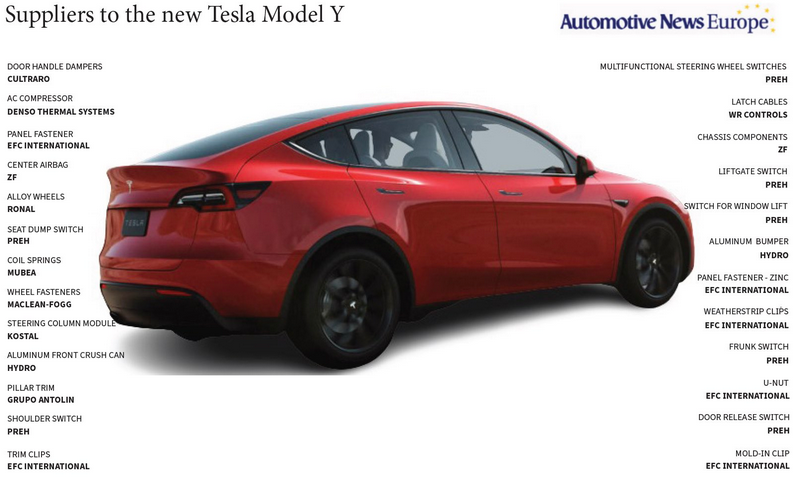 Suppliers to the new Tesla Model Y
Automotive News Europe
DOOR HANDLE DAMPERS
CULTRARO
AC COMPRESSOR
DENSO THERMAL SYSTEMS
PANEL FASTENER
EFC INTERNATIONAL
CENTER AIRBAG
ZF
ALLOY WHEELS
RONAL
SEAT DUMP SWITCH
PREH
COIL SPRINGS
MUBEA
WHEEL FASTENERS
MACLEAN-FOGG
STEERING COLUMN MODULE
KOSTAL
ALUMINUM FRONT CRUSH CAN
HYDRO
PILLAR TRIM
GRUPO ANTOLIN
SHOULDER SWITCH
PREH
TRIM CLIPS
EFC INTERNATIONAL
TESLA
MULTIFUNCTIONAL STEERING WHEEL SWITCHES
PREH
LATCH CABLES
WR CONTROLS
CHASSIS COMPONENTS
ZF
LIFTGATE SWITCH
PREH
SWITCH FOR WINDOW LIFT
PREH
ALUMINUM BUMPER
HYDRO
PANEL FASTENER - ZINC
EFC INTERNATIONAL
WEATHERSTRIP CLIPS
EFC INTERNATIONAL
FRUNK SWITCH
PREH
U-NUT
EFC INTERNATIONAL
DOOR RELEASE SWITCH
PREH
MOLD-IN CLIP
EFC INTERNATIONAL